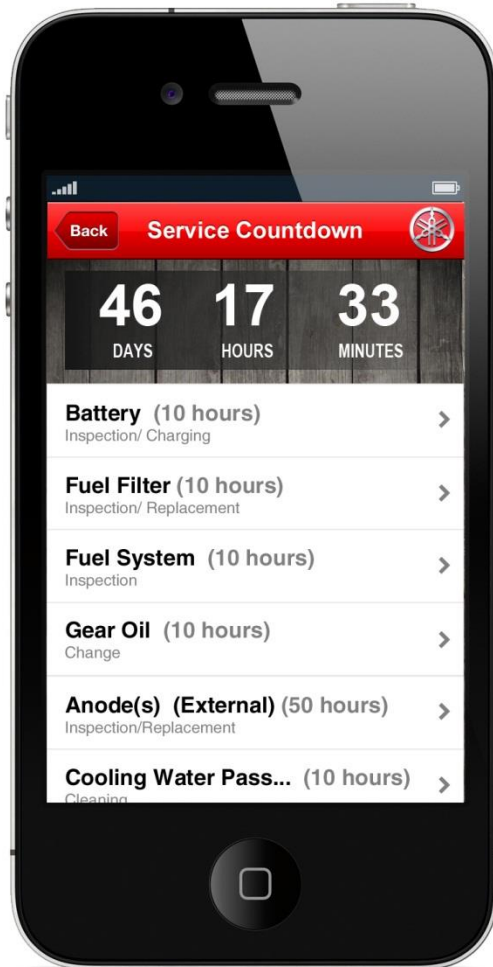 Back Service Countdown
46 17 33
DAYS HOURS MINUTES
Battery (10 hours)
Inspection/ Charging
Fuel Filter (10 hours)
Inspection/ Replacement
Fuel System (10 hours)
Inspection
Gear Oil (10 hours)
Change
Anode(s) (External) (50 hours)
Inspection/Replacement
Cooling Water Pass... (10 hours)
Cleaning